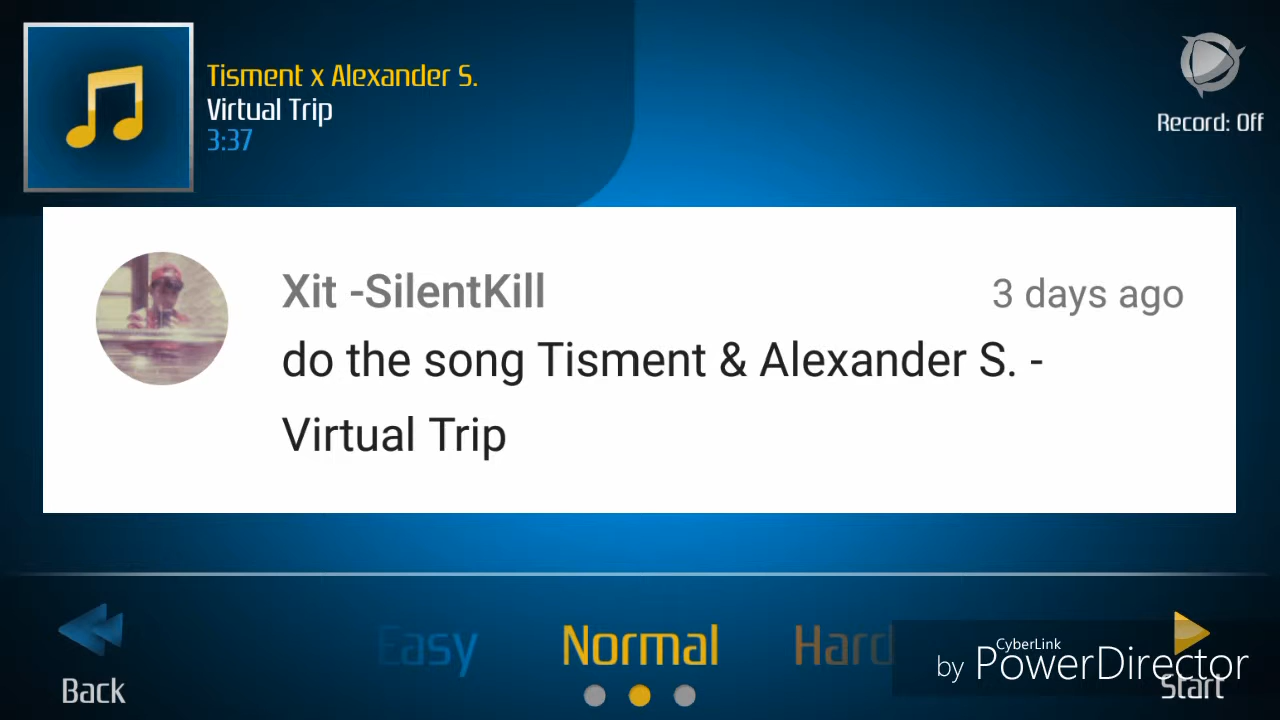 Tisment x Alexander S.
Virtual Trip
3:37
Record: Off
Xit -SilentKill
3 days ago
do the song Tisment & Alexander S. -
Virtual Trip
Easy
Normal
Hard
Back
Start
CyberLink
by PowerDirector